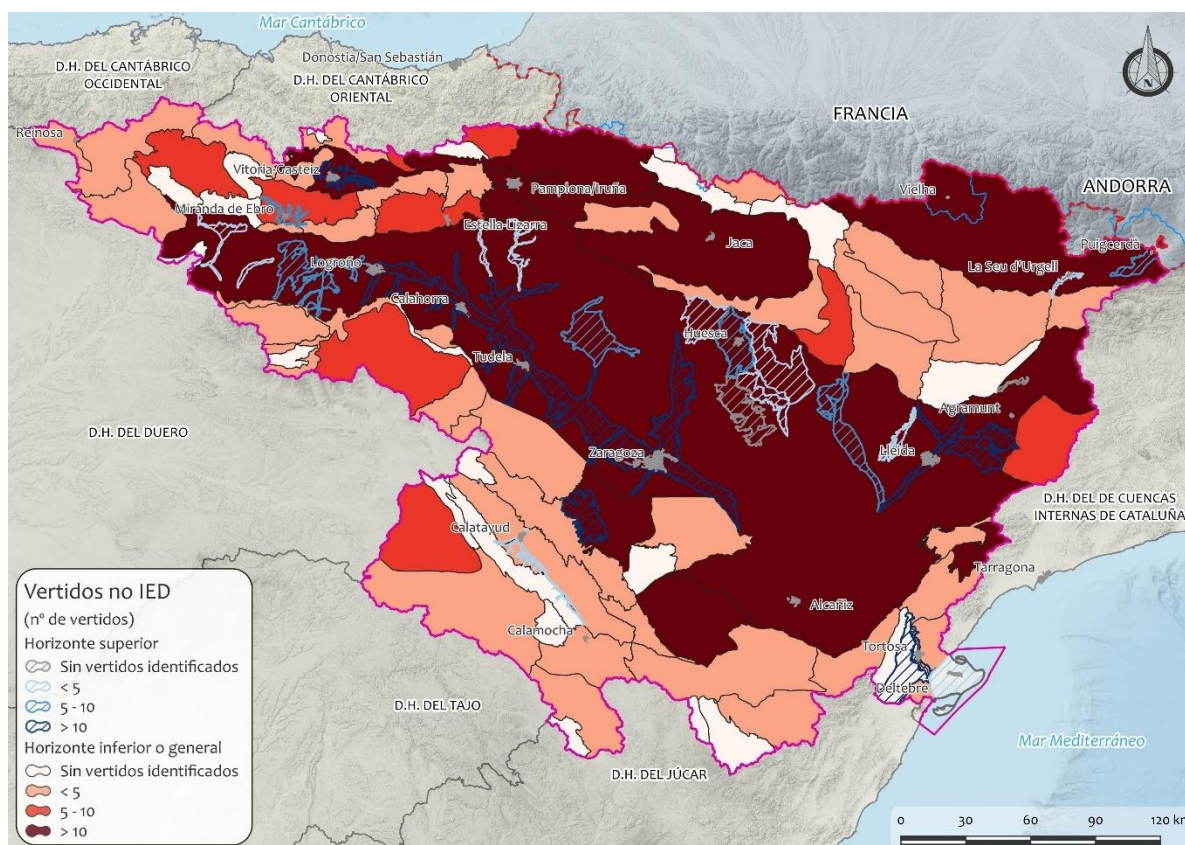 Mar Cantábrico
Donostia/San Sebastián
D.H. DEL CANTÁBRICO
OCCIDENTAL
D.H. DEL CANTÁBRICO
ORIENTAL
FRANCIA
Reinosa
Vitoria-Gasteiz
Pamplona/Iruña
Vielha
ANDORRA
Miranda de Ebro
Estella-Lizarra
Jaca
Puigcerdà
La Seu d'Urgell
Logroño
Calahorra
Huesca
Tudela
Agramunt
D.H. DEL DUERO
Zaragoza
Lleida
D.H. DEL DE CUENCAS
INTERNAS DE CATALUÑA
Calatayud
Tarragona
Alcañiz
Calamocha
Tortosa
Deltebre
D.H. DEL TAJO
Mar Mediterráneo
D.H. DEL JÚCAR
Vertidos no IED
(nº de vertidos)
Horizonte superior
Sin vertidos identificados
< 5
5 - 10
> 10
Horizonte inferior o general
Sin vertidos identificados
< 5
5 - 10
> 10
0 30 60 90 120 km
N